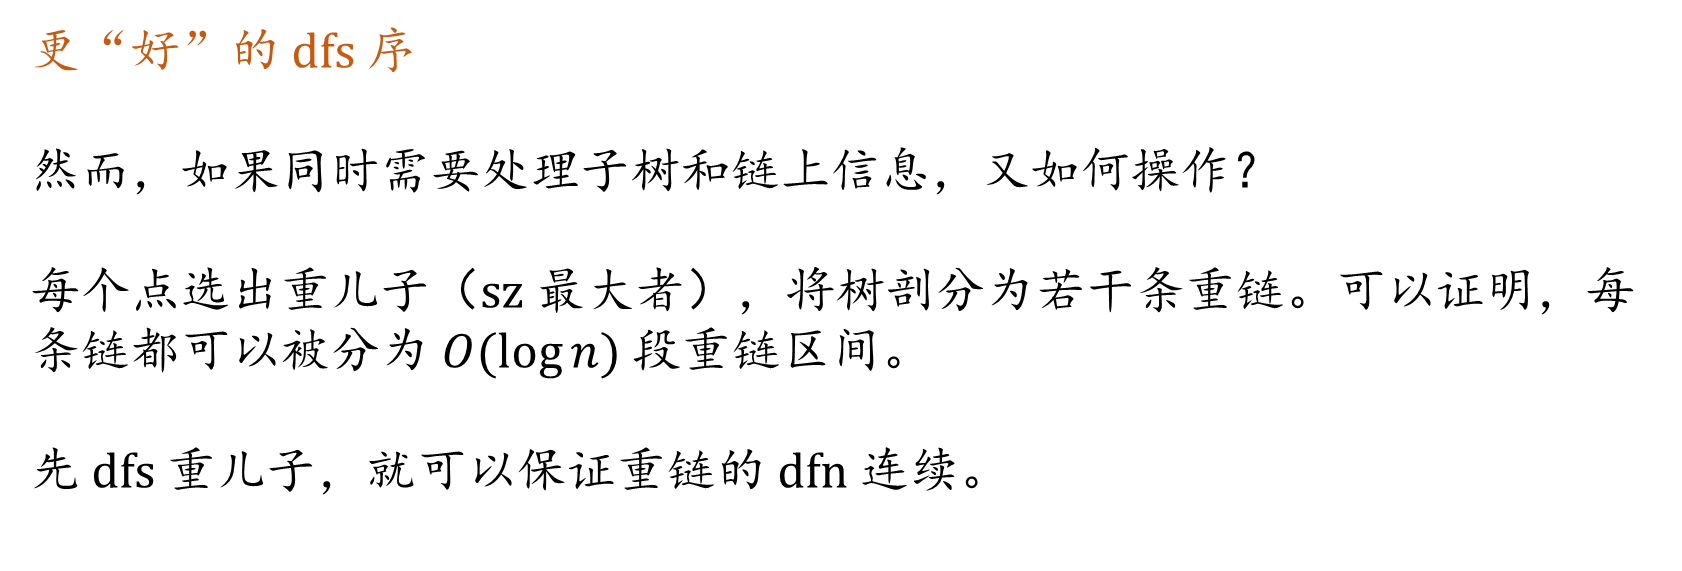 更“好”的 dfs 序
然而，如果同时需要处理子树和链上信息，又如何操作？
每个点选出重儿子（sz 最大者），将树剖分为若干条重链。可以证明，每
条链都可以被分为 O(log n) 段重链区间。
先 dfs 重儿子，就可以保证重链的 dfn 连续。